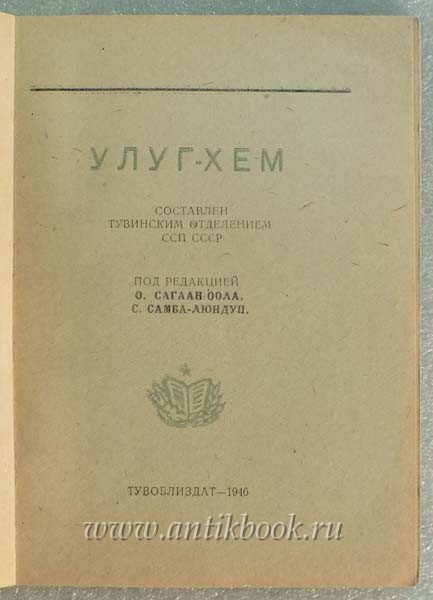 УЛУГ-ХЕМ
СОСТАВЛЕН
ТУВИНСКИМ ОТДЕЛЕНИЕМ
ССП СССР
ПОД РЕДАКЦИЕЙ
О. САГААН-ООЛА,
С. САМБА-ЛЮНДУП.
ТУВОБЛИЗДАТ—1946
www.antikbook.ru